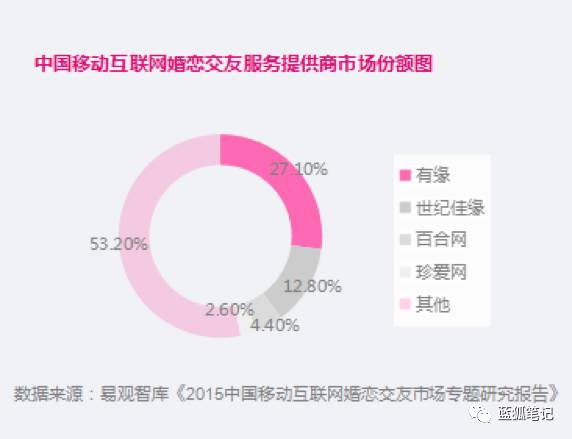 中国移动互联网婚恋交友服务提供商市场份额图
27.10%
12.80%
4.40%
2.60%
53.20%
有缘
世纪佳缘
百合网
珍爱网
其他
数据来源：易观智库《2015中国移动互联网婚恋交友市场专题研究报告》
蓝狐笔记